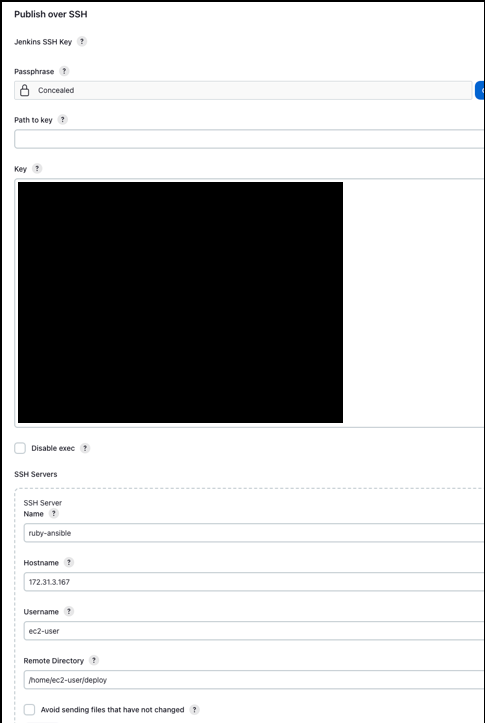 Publish over SSH
Jenkins SSH Key ?
Passphrase ?
Concealed
Path to key ?
Key ?
Disable exec ?
SSH Servers
SSH Server
Name ?
ruby-ansible
Hostname ?
172.31.3.167
Username ?
ec2-user
Remote Directory ?
/home/ec2-user/deploy
Avoid sending files that have not changed ?